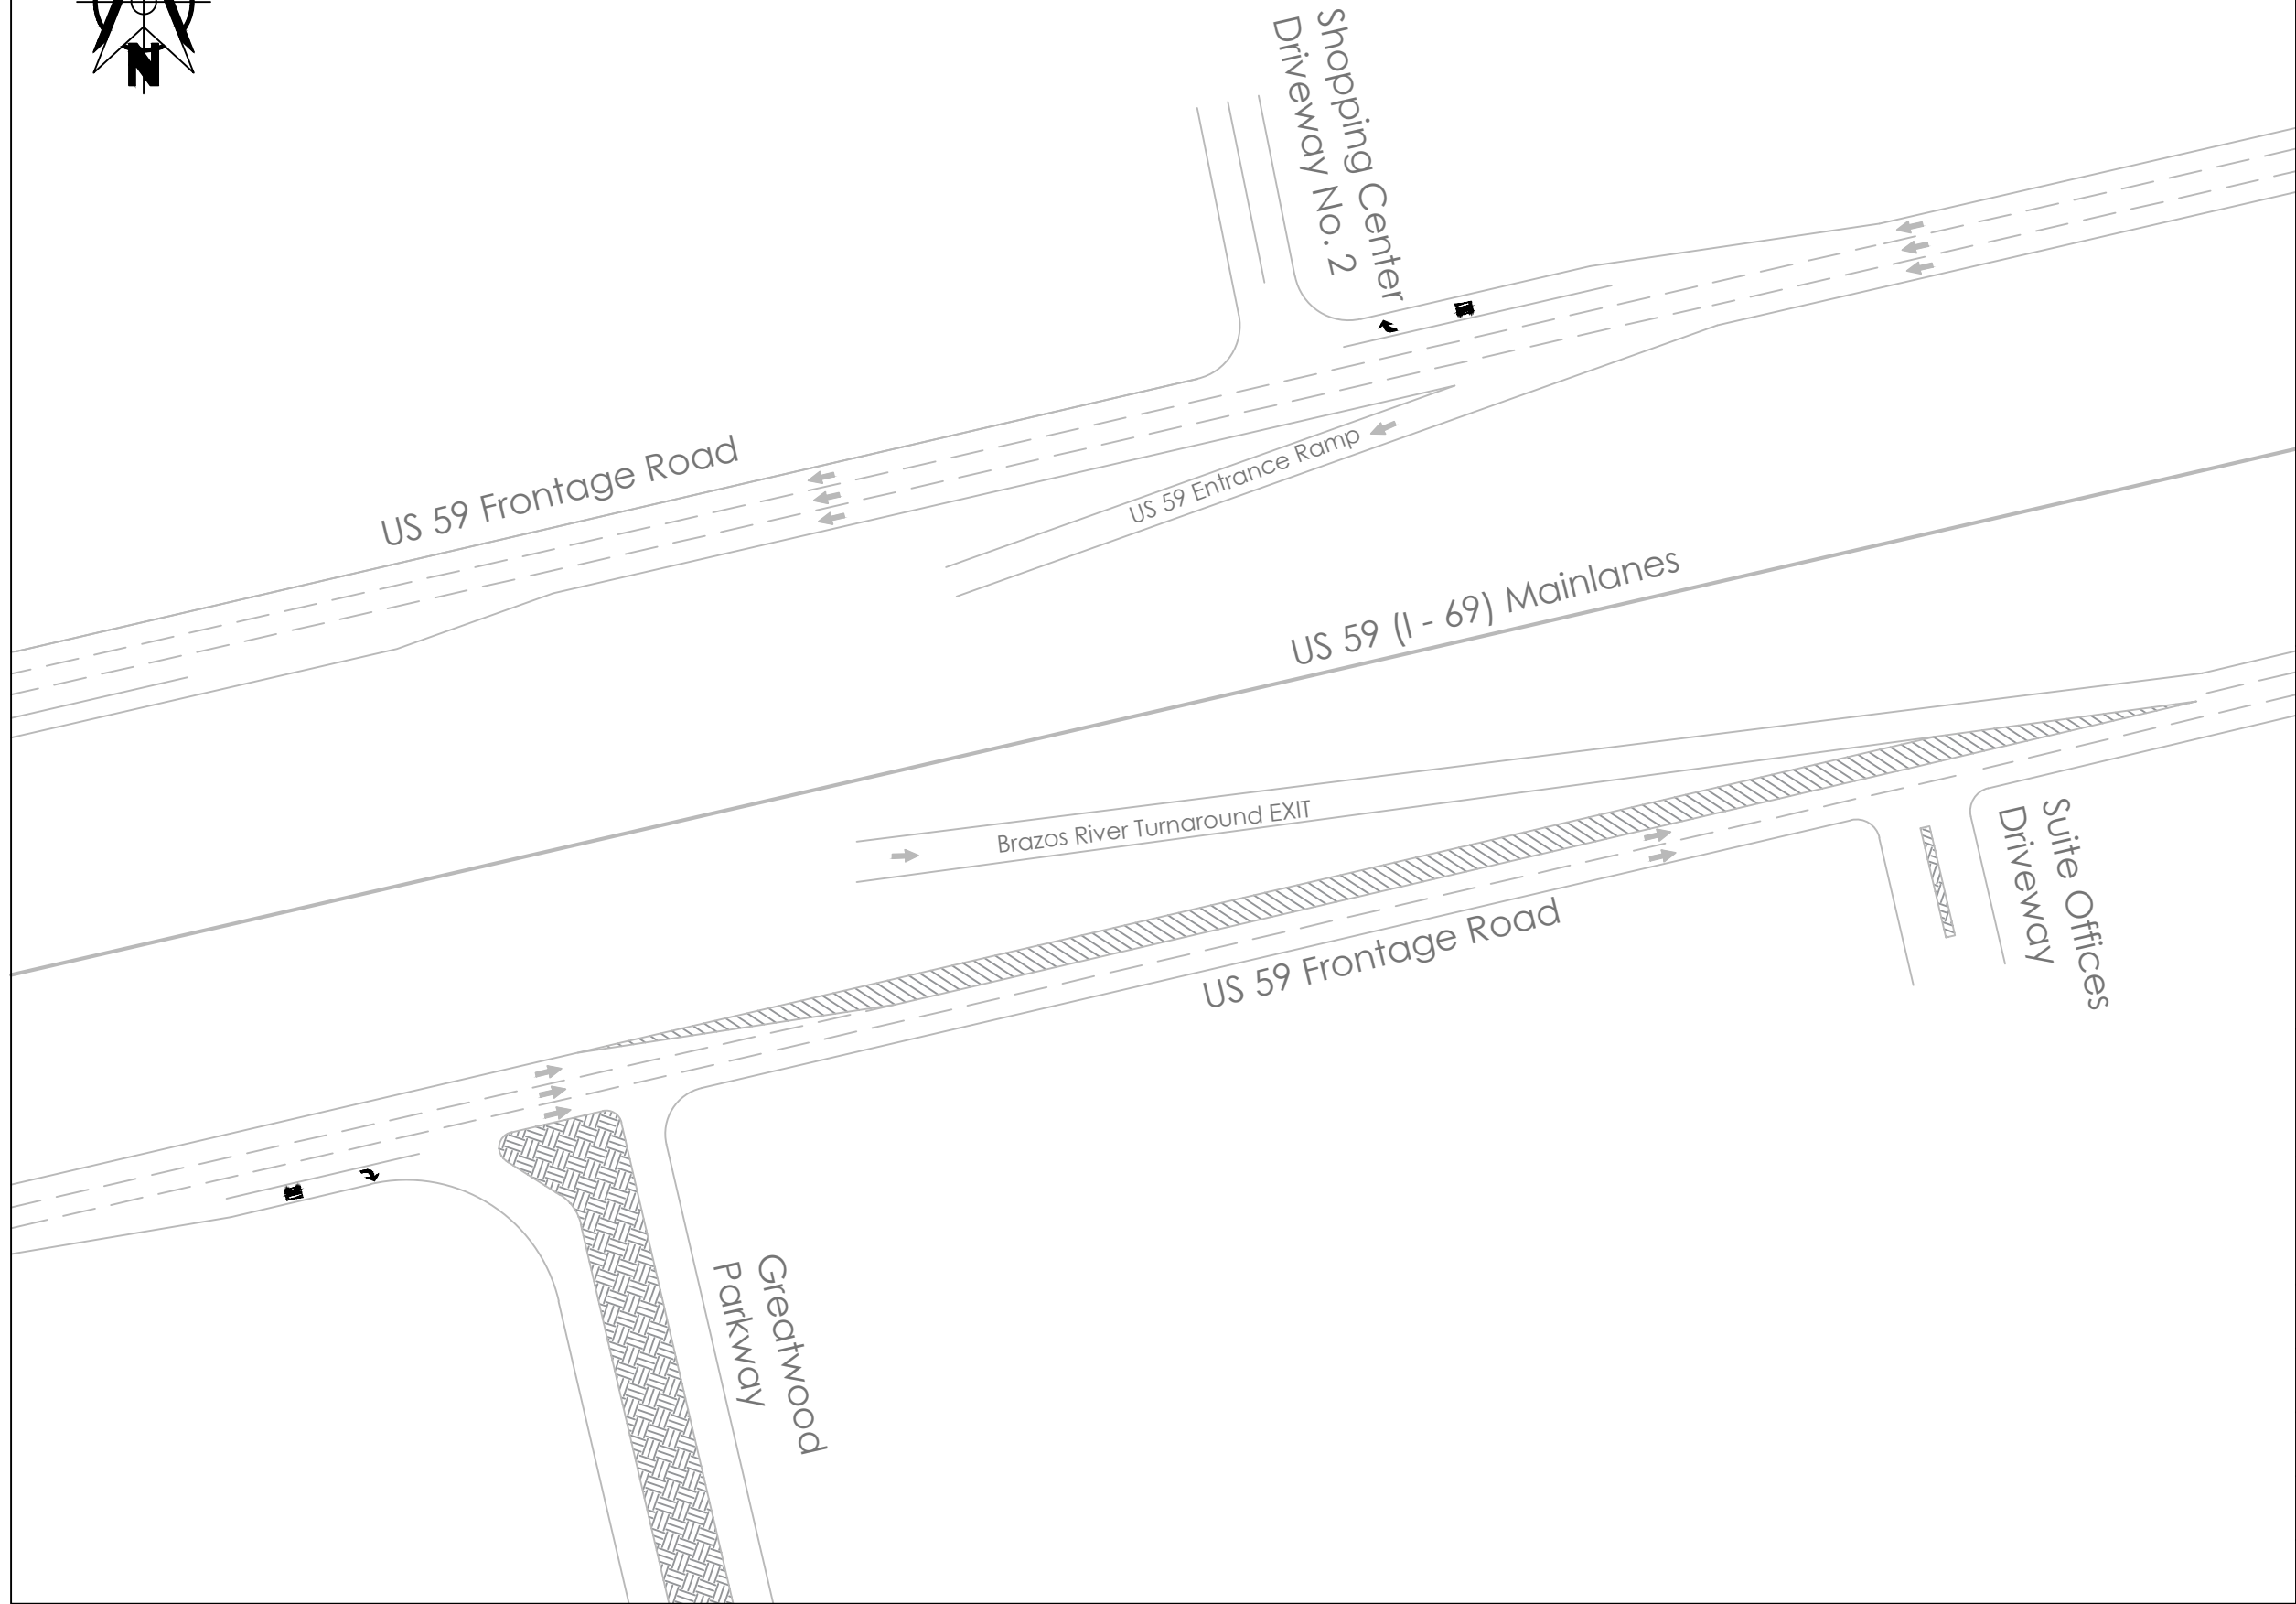 N
Shopping Center
Driveway No. 2
US 59 Frontage Road
US 59 Entrance Ramp
US 59 (I - 69) Mainlanes
Brazos River Turnaround EXIT
US 59 Frontage Road
Suite Offices
Driveway
Greatwood
Parkway